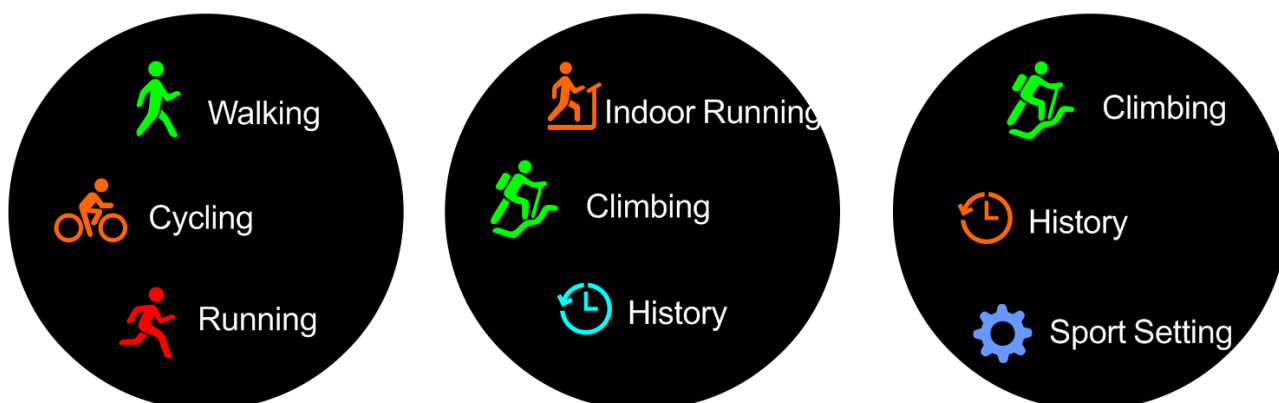 Walking
Cycling
Running
Indoor Running
Climbing
History
Climbing
History
Sport Setting